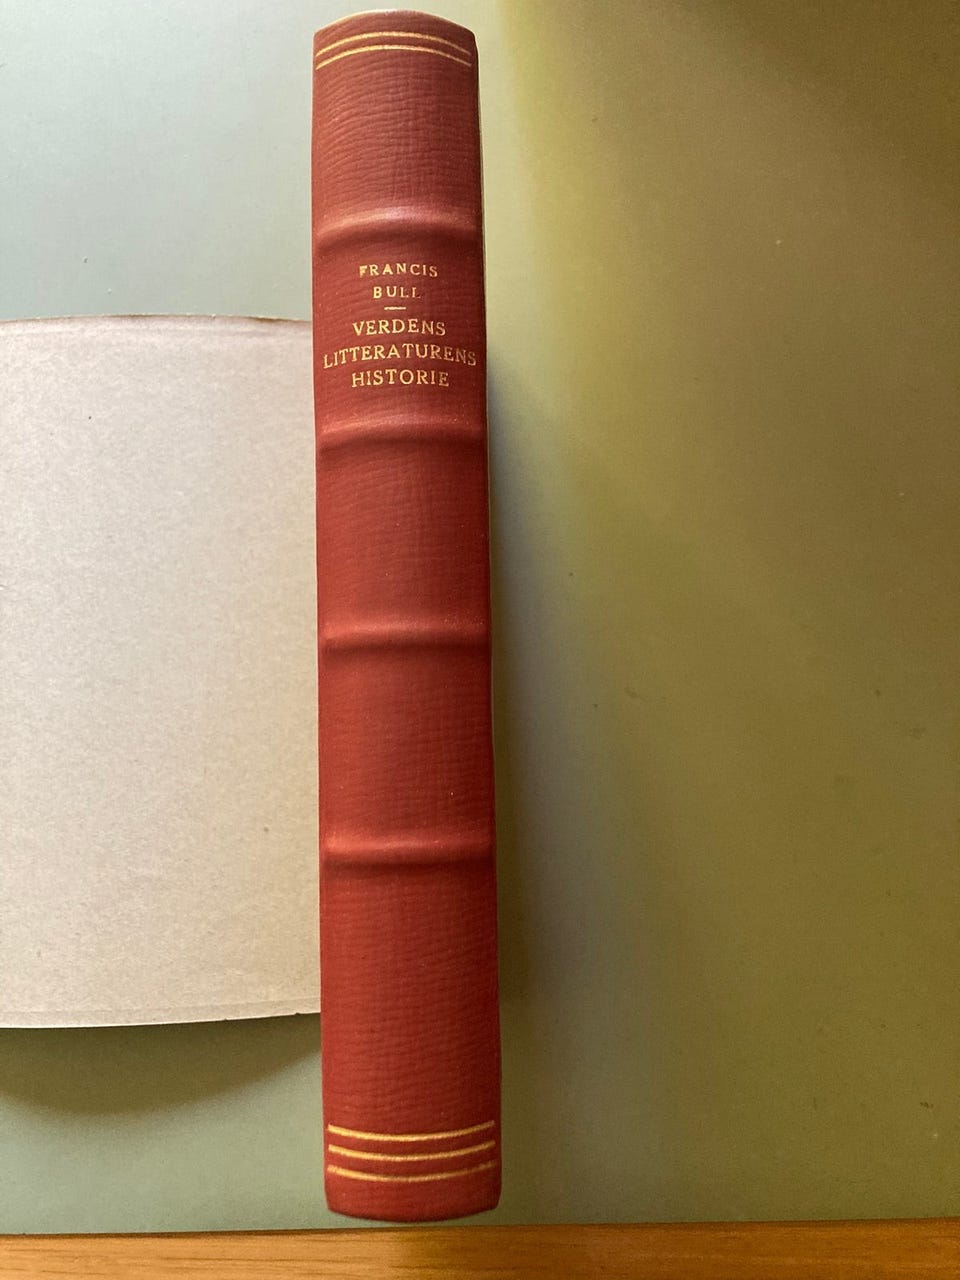 FRANCIS
BULL
VERDENS
LITTERATURENS
HISTORIE